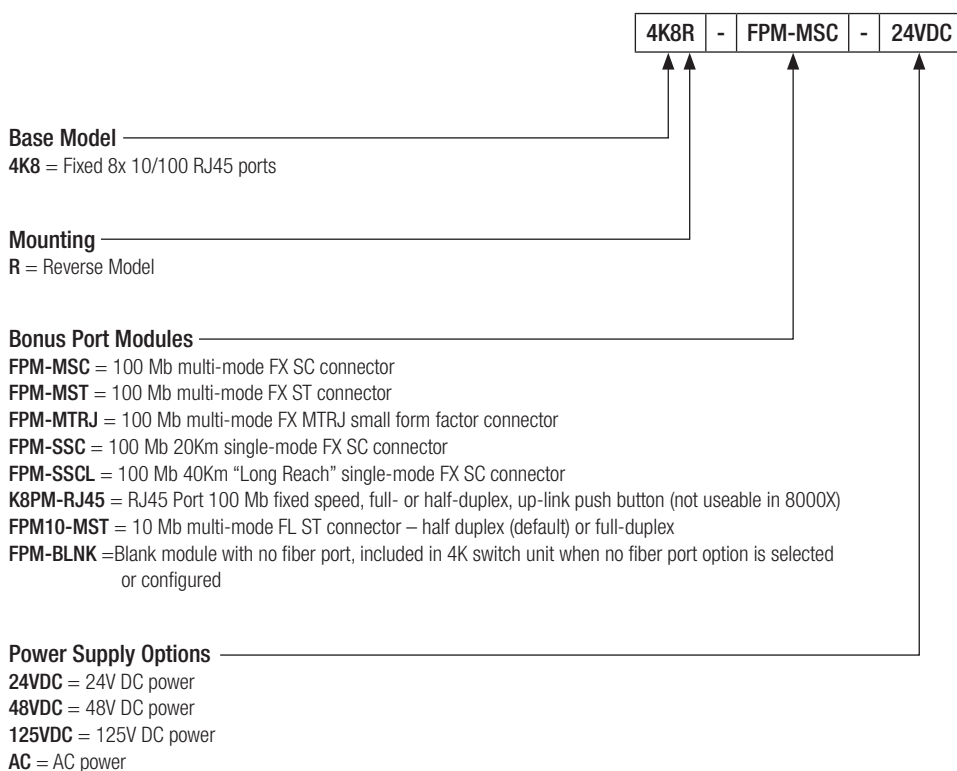 4K8R - FPM-MSC - 24VDC
Base Model
4K8 = Fixed 8x 10/100 RJ45 ports
Mounting
R = Reverse Model
Bonus Port Modules
FPM-MSC = 100 Mb multi-mode FX SC connector
FPM-MST = 100 Mb multi-mode FX ST connector
FPM-MTRJ = 100 Mb multi-mode FX MTRJ small form factor connector
FPM-SSC = 100 Mb 20Km single-mode FX SC connector
FPM-SSCL = 100 Mb 40Km “Long Reach” single-mode FX SC connector
K8PM-RJ45 = RJ45 Port 100 Mb fixed speed, full- or half-duplex, up-link push button (not useable in 8000X)
FPM10-MST = 10 Mb multi-mode FL ST connector – half duplex (default) or full-duplex
FPM-BLNK =Blank module with no fiber port, included in 4K switch unit when no fiber port option is selected
or configured
Power Supply Options
24VDC = 24V DC power
48VDC = 48V DC power
125VDC = 125V DC power
AC = AC power